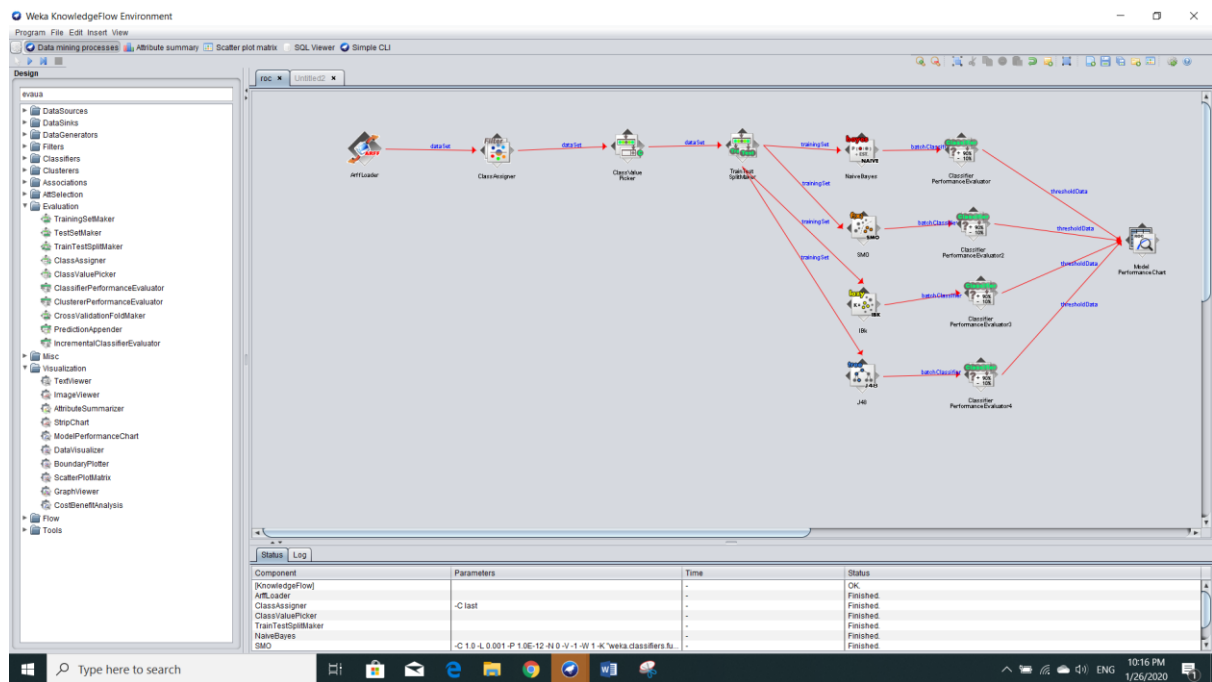 Weka KnowledgeFlow Environment
Program File Edit Insert View
Data mining processes Attribute summary Scatter plot matrix SQL Viewer Simple CLI
Design
roc Untitled2
evaua
DataSources
DataSinks
DataGenerators
Filters
Classifiers
Clusterers
Associations
AttSelection
Evaluation
TrainingSetMaker
TestSetMaker
TrainTestSplitMaker
ClassAssigner
ClassValuePicker
ClassifierPerformanceEvaluator
ClustererPerformanceEvaluator
CrossValidationFoldMaker
PredictionAppender
IncrementalClassifierEvaluator
Misc
Visualization
TextViewer
ImageViewer
AttributeSummarizer
StripChart
ModelPerformanceChart
DataVisualizer
BoundaryPlotter
ScatterPlotMatrix
GraphViewer
CostBenefitAnalysis
Flow
Tools
ArffLoader
dataSet
ClassAssigner
dataSet
ClassValue
Picker
dataSet
TrainTest
SplitMaker
trainingSet
NaiveBayes
batchClassifier
Classifier
PerformanceEvaluator
thresholdData
trainingSet
SMO
batchClassifier
Classifier
PerformanceEvaluator2
thresholdData
trainingSet
IBk
batchClassifier
Classifier
PerformanceEvaluator3
thresholdData
trainingSet
J48
batchClassifier
Classifier
PerformanceEvaluator4
thresholdData
Model
PerformanceChart
Status Log
Component Parameters Time Status
[KnowledgeFlow] - OK.
ArffLoader - Finished.
ClassAssigner -C last - Finished.
ClassValuePicker - Finished.
TrainTestSplitMaker - Finished.
NaiveBayes - Finished.
SMO -C 1.0 -L 0.001 -P 1.0E-12 -N 0 -V -1 -W 1 -K "weka.classifiers.fu... - Finished.
Type here to search
ENG
10:16 PM
1/26/2020